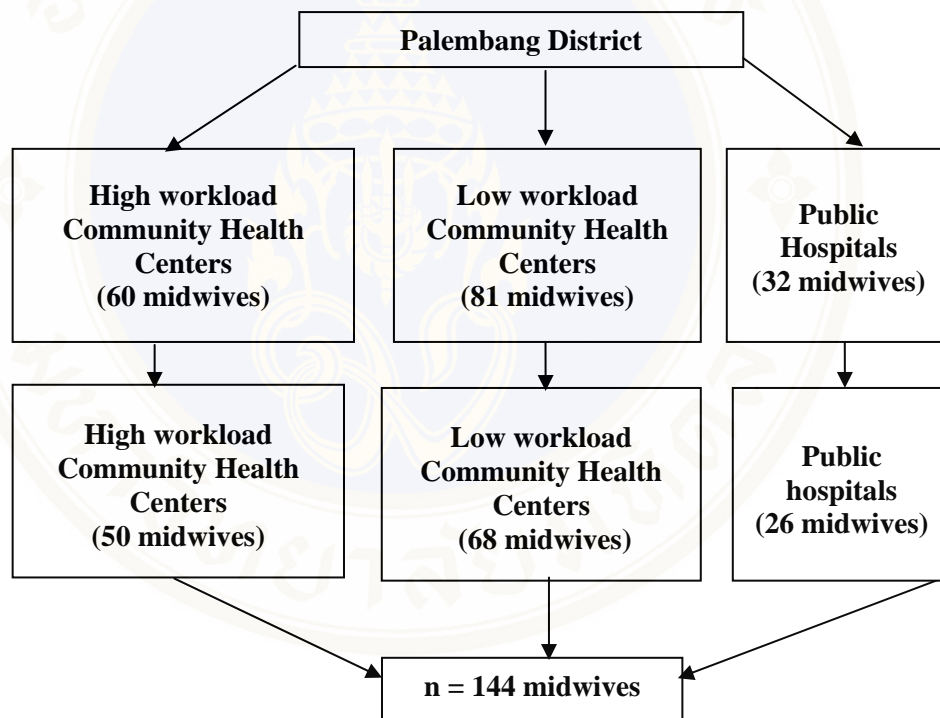 Palembang District
High workload
Community Health
Centers
(60 midwives)
Low workload
Community Health
Centers
(81 midwives)
Public
Hospitals
(32 midwives)
High workload
Community Health
Centers
(50 midwives)
Low workload
Community Health
Centers
(68 midwives)
Public
hospitals
(26 midwives)
n = 144 midwives